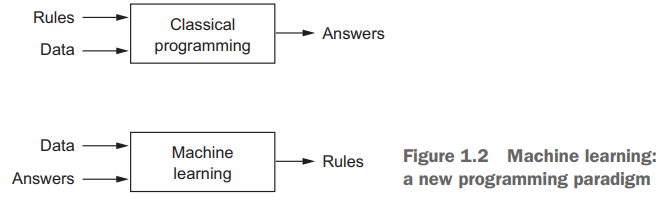 Rules
Data
Classical
programming
Answers
Data
Answers
Machine
learning
Rules
Figure 1.2 Machine learning:
a new programming paradigm